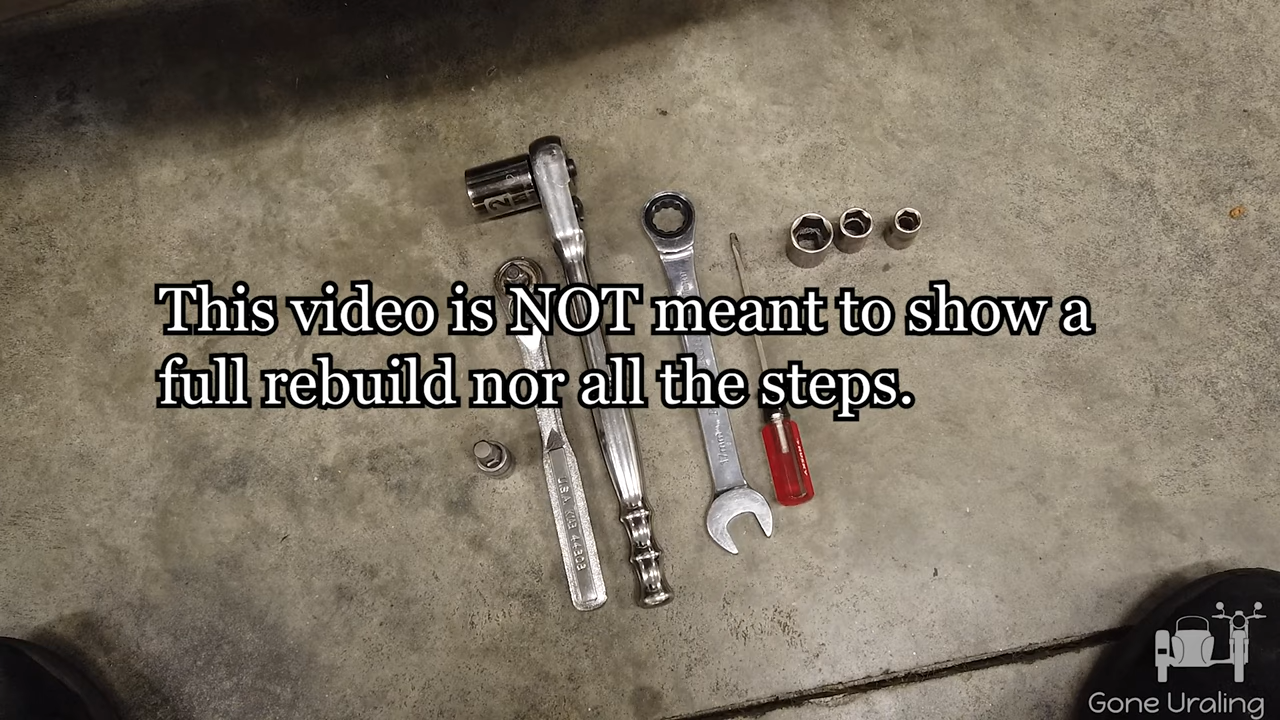 This video is NOT meant to show a
full rebuild nor all the steps.
Gone Uraling